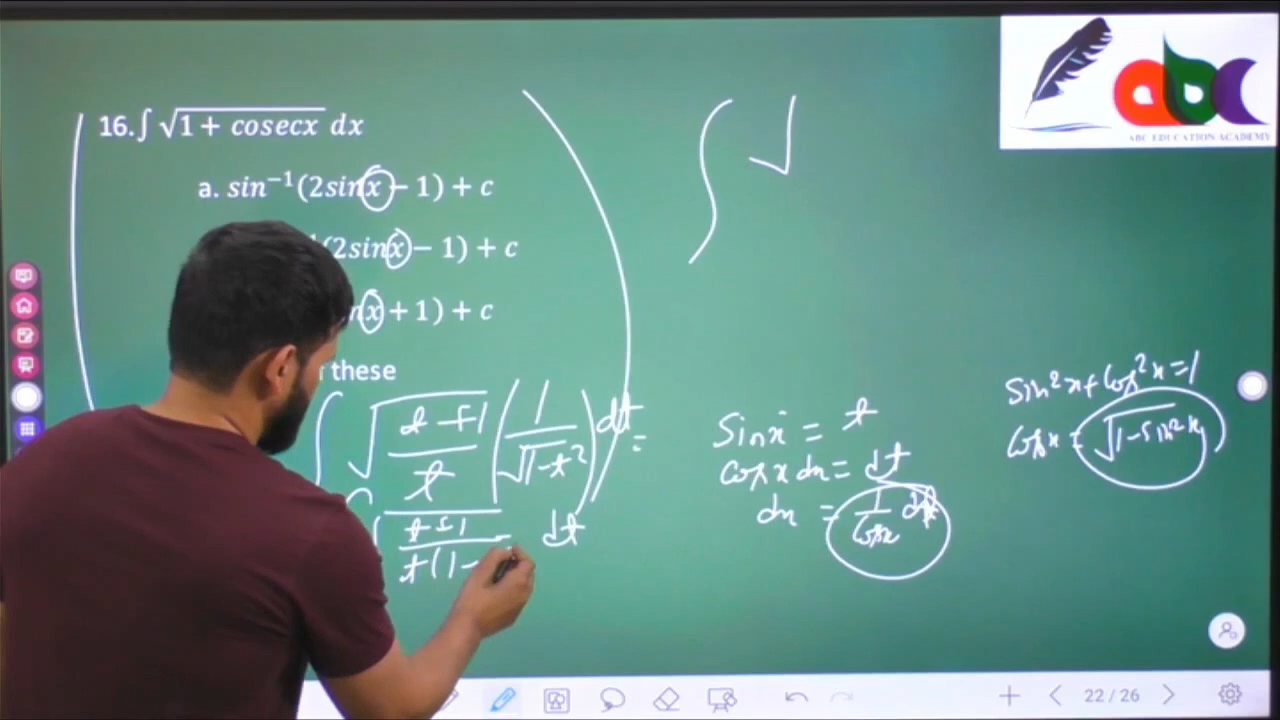 abc
ABC EDUCATION ACADEMY
16. ∫ √1 + cosecx dx
a. sin⁻¹(2sinx − 1) + c
(2sinx − 1) + c
x + 1) + c
these
∫ √
∫ √(t+1)/t (1/√1−t²) dt =
t+1 dt
t(1−
Sinx = t
Cosx dx = dt
dx = 1/Cosx dt
Sin²x + Cos²x = 1
Cosx = √1−Sin²x
22 / 26